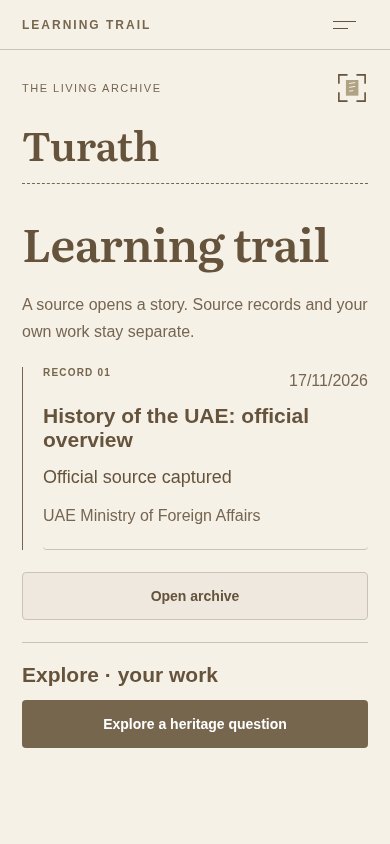 LEARNING TRAIL
THE LIVING ARCHIVE
Turath
Learning trail
A source opens a story. Source records and your
own work stay separate.
RECORD 01
17/11/2026
History of the UAE: official
overview
Official source captured
UAE Ministry of Foreign Affairs
Open archive
Explore · your work
Explore a heritage question